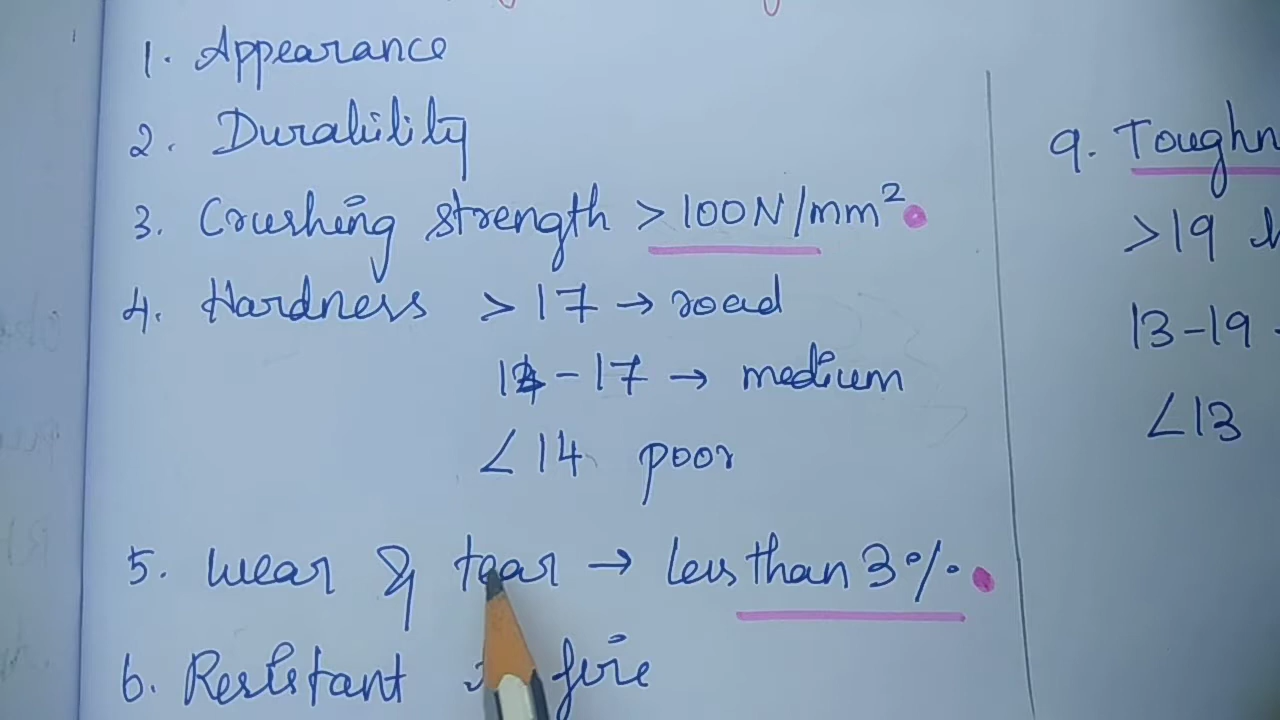 1. Appearance
2. Durability
3. Crushing strength > 100N/mm²
4. Hardness > 17 → road
14 - 17 → medium
< 14 poor
5. Wear & tear → less than 3%
6. Resistant fire
9. Toughn
> 19
13 - 19
< 13